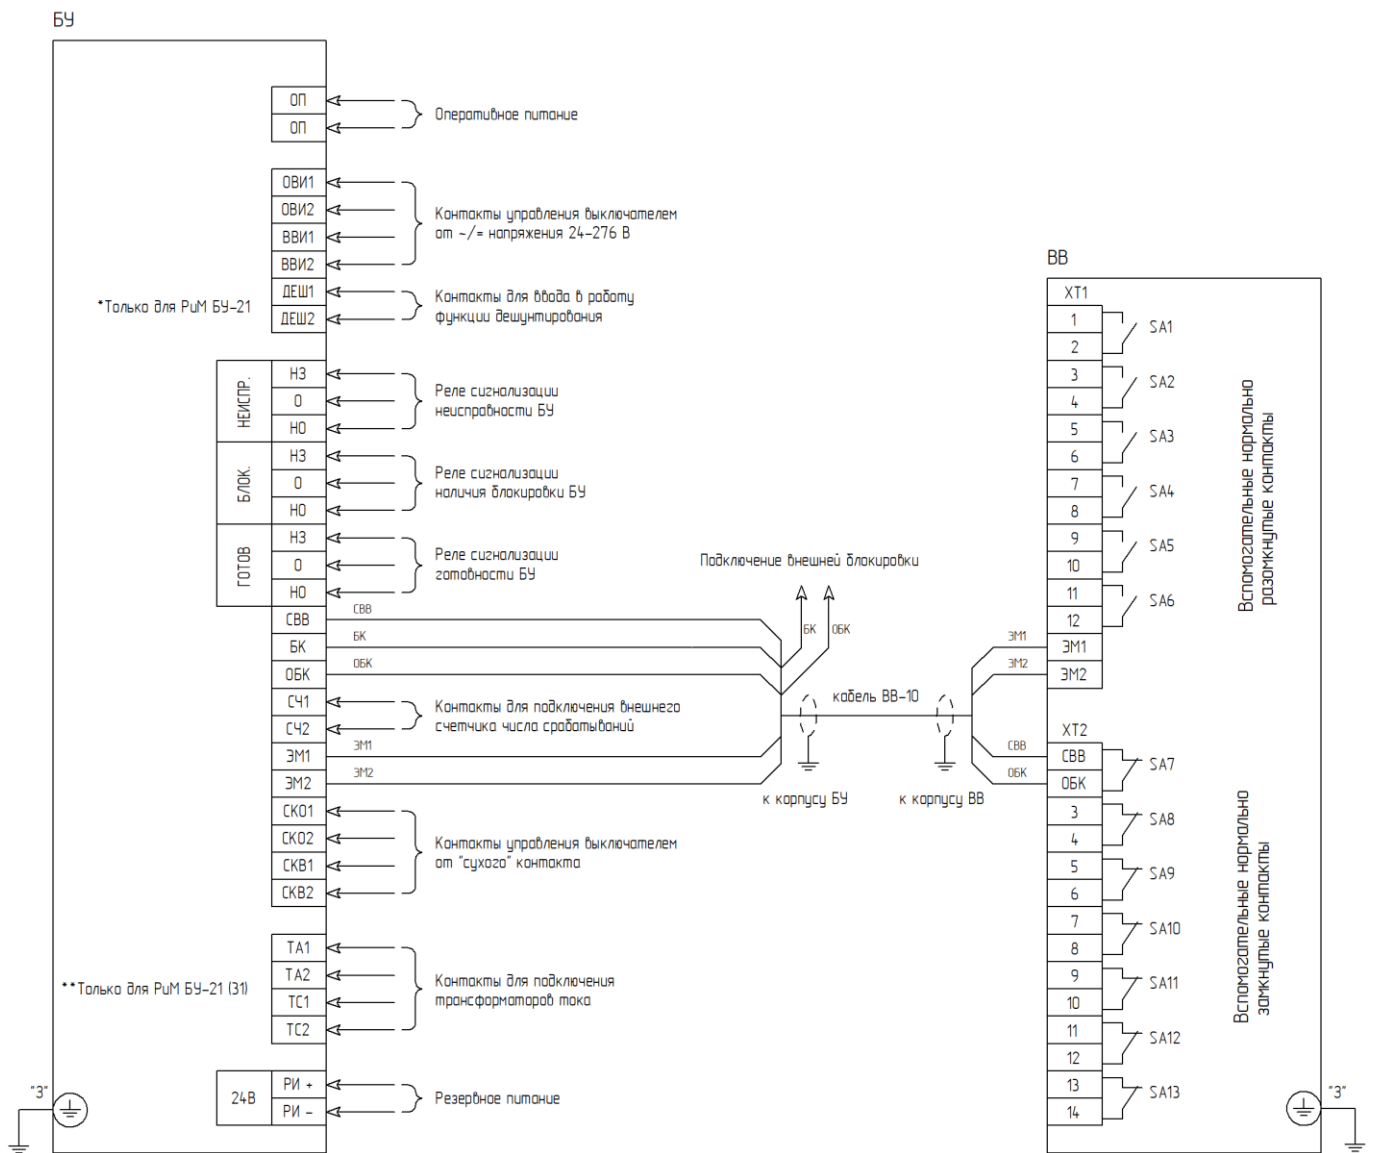 БУ
ОП
ОП
Оперативное питание
ОВИ1
ОВИ2
ВВИ1
ВВИ2
Контакты управления выключателем
от ~/= напряжения 24-276 В
*Только для РиМ БУ-21
ДЕШ1
ДЕШ2
Контакты для ввода в работу
функции дешунтирования
НЕИСПР.
НЗ
О
НО
Реле сигнализации
неисправности БУ
БЛОК.
НЗ
О
НО
Реле сигнализации
наличия блокировки БУ
ГОТОВ
НЗ
О
НО
Реле сигнализации
готовности БУ
СВВ
СВВ
БК
БК
ОБК
ОБК
СЧ1
СЧ2
Контакты для подключения внешнего
счетчика числа срабатываний
ЭМ1
ЭМ1
ЭМ2
ЭМ2
СКО1
СКО2
СКВ1
СКВ2
Контакты управления выключателем
от "сухого" контакта
**Только для РиМ БУ-21 (31)
ТА1
ТА2
ТС1
ТС2
Контакты для подключения
трансформаторов тока
24В
РИ +
РИ -
Резервное питание
"З"
Подключение внешней блокировки
БК
ОБК
кабель ВВ-10
к корпусу БУ
к корпусу ВВ
ЭМ1
ЭМ2
СВВ
ОБК
ВВ
XT1
1
2
SA1
3
4
SA2
5
6
SA3
7
8
SA4
9
10
SA5
11
12
SA6
ЭМ1
ЭМ2
Вспомогательные нормально
разомкнутые контакты
XT2
СВВ
ОБК
SA7
3
4
SA8
5
6
SA9
7
8
SA10
9
10
SA11
11
12
SA12
13
14
SA13
Вспомогательные нормально
замкнутые контакты
"З"